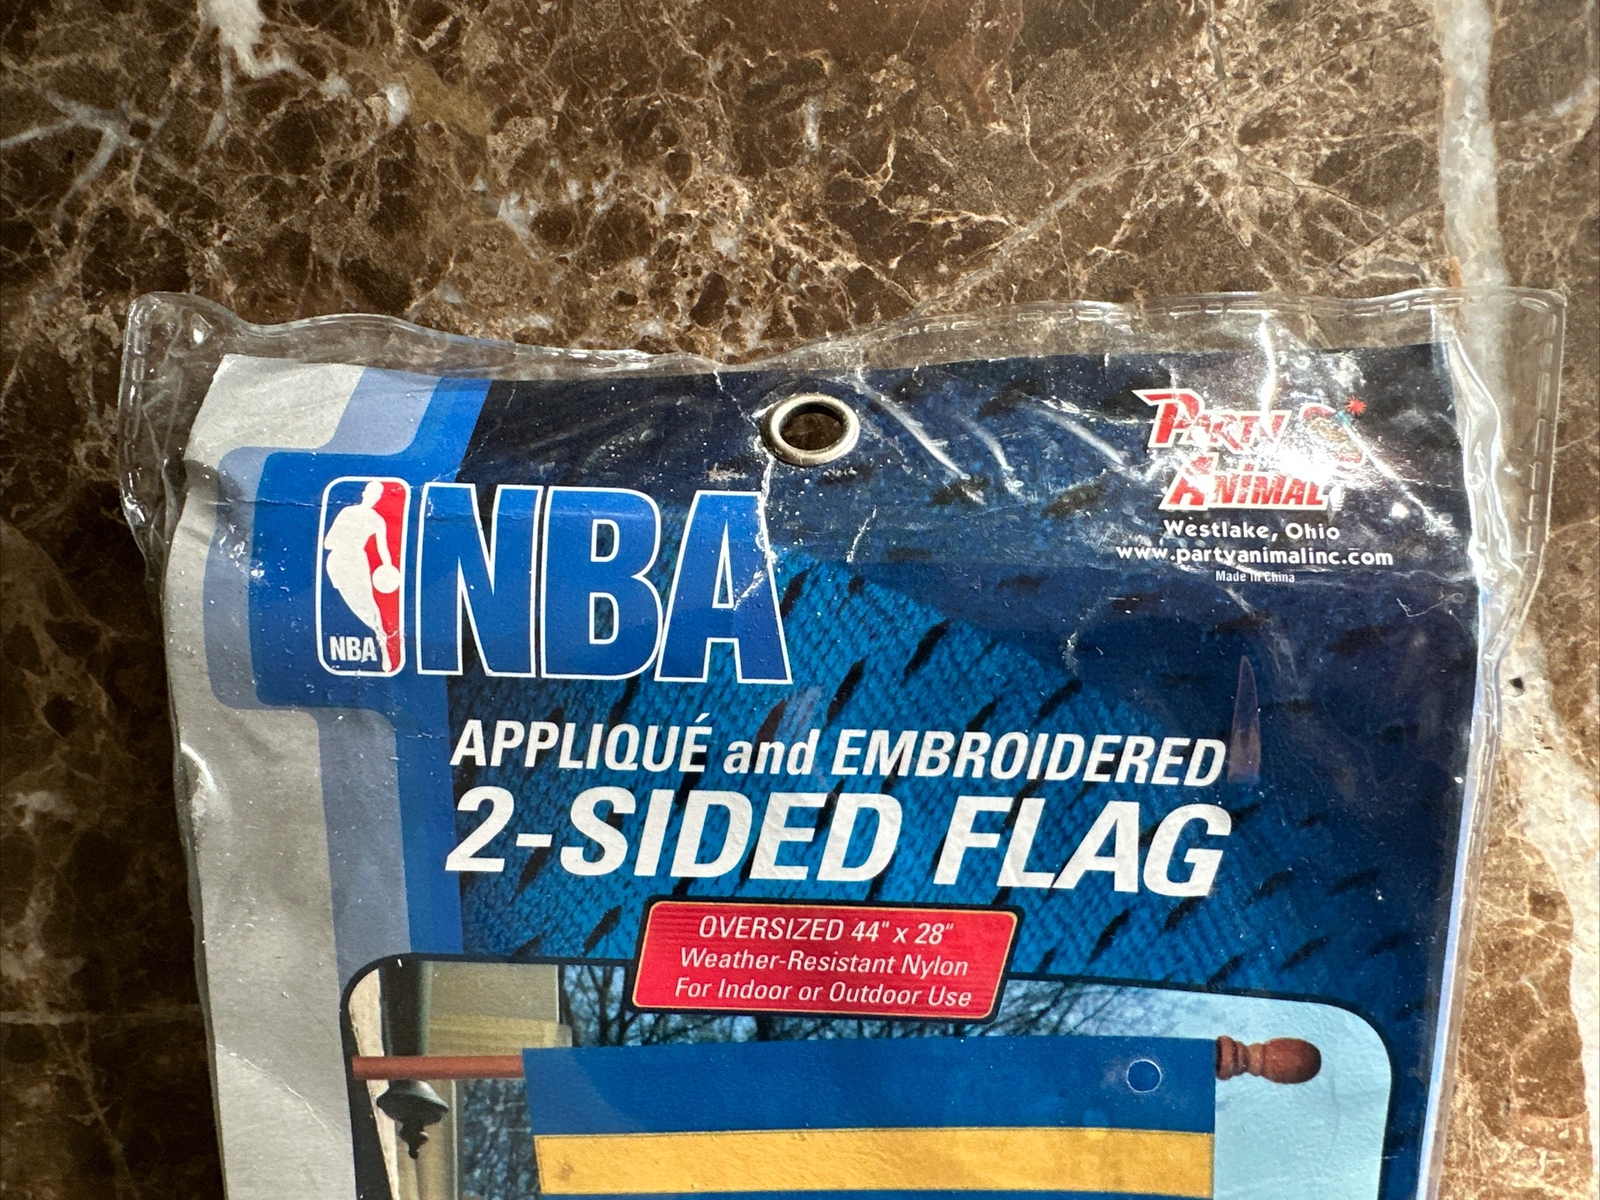 NBA
NBA
PARTY
ANIMAL
Westlake, Ohio
www.partyanimalinc.com
Made in China
APPLIQUÉ and EMBROIDERED
2-SIDED FLAG
OVERSIZED 44" x 28"
Weather-Resistant Nylon
For Indoor or Outdoor Use